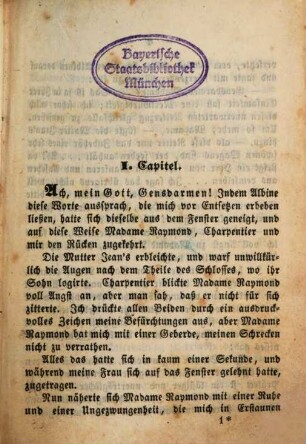 Bayerische
Staatsbibliothek
München
I. Capitel.
Ach, mein Gott, Gensdarmen! Indem Albine
diese Worte aussprach, die mich vor Entsetzen erbeben
ließen, hatte sich dieselbe aus dem Fenster geneigt, und
auf diese Weise Madame Raymond, Charpentier und
mir den Rücken zugekehrt.
Die Mutter Jean's erbleichte, und warf unwillkür-
lich die Augen nach dem Theile des Schlosses, wo ihr
Sohn logirte. Charpentier blickte Madame Raymond
voll Angst an, aber man sah, daß er nicht für sich
zitterte. Ich drückte allen Beiden durch ein ausdruck-
volles Zeichen meine Befürchtungen aus, aber Madame
Raymond bat mich mit einer Geberde, meinen Schrecken
nicht zu verrathen.
Alles das hatte sich in kaum einer Sekunde, und
während meine Frau sich auf das Fenster gelehnt hatte,
zugetragen.
Nun näherte sich Madame Raymond mit einer Ruhe
und einer Ungezwungenheit, die mich in Erstaunen
1*